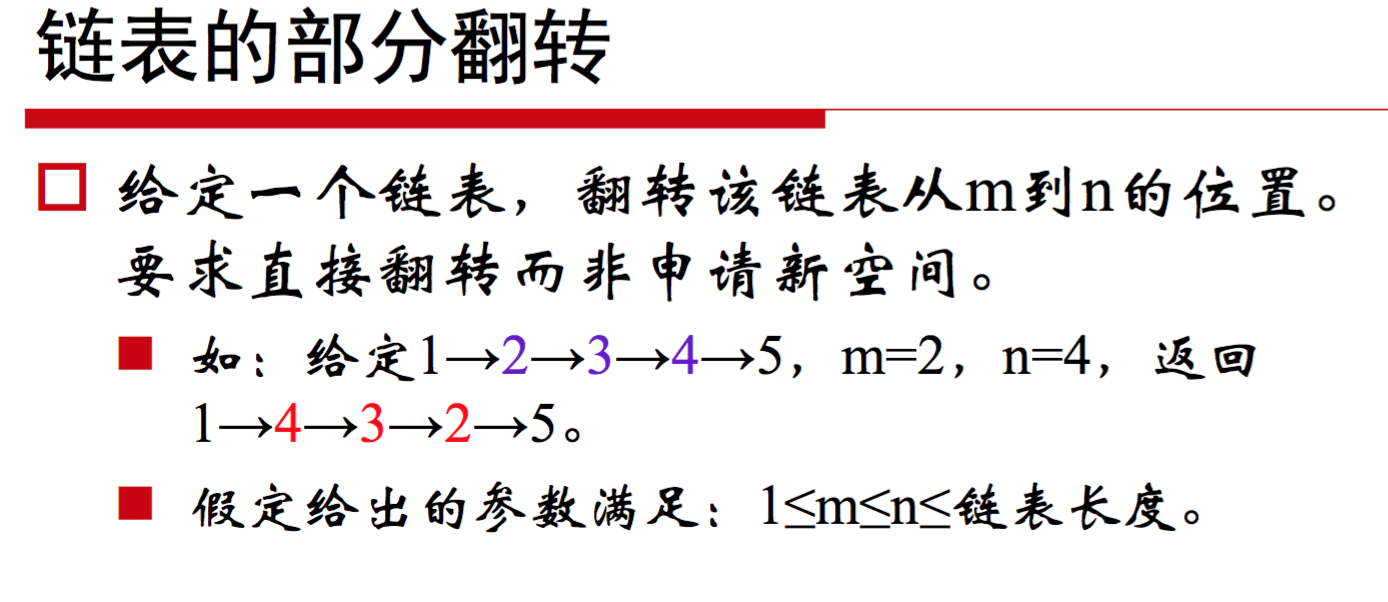 链表的部分翻转
给定一个链表，翻转该链表从m到n的位置。
要求直接翻转而非申请新空间。
如：给定1→2→3→4→5，m=2，n=4，返回
1→4→3→2→5。
假定给出的参数满足：1≤m≤n≤链表长度。